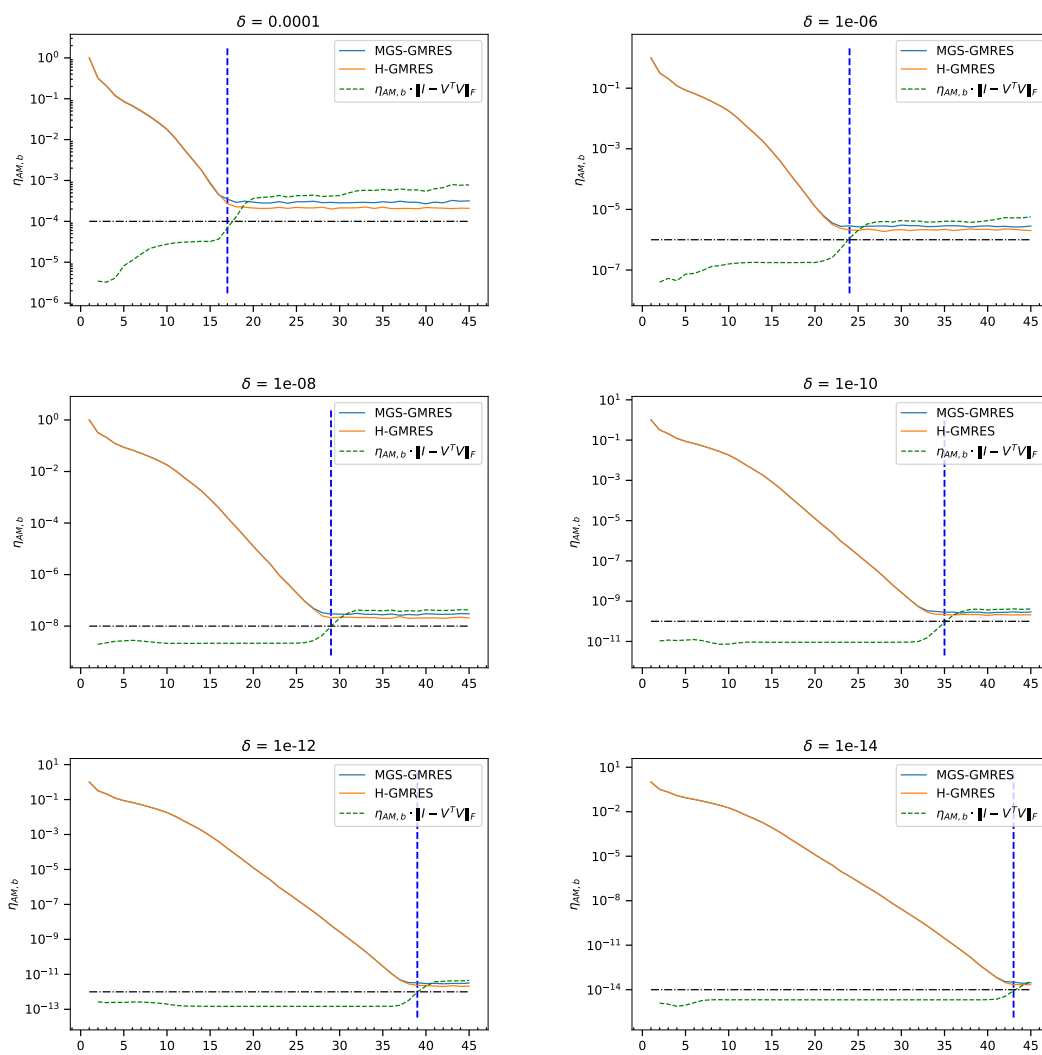 δ = 0.0001
MGS-GMRES
H-GMRES
η_{AM, b} · ‖I − V^T V‖_F
η_{AM, b}
10^0
10^{-1}
10^{-2}
10^{-3}
10^{-4}
10^{-5}
10^{-6}
0 5 10 15 20 25 30 35 40 45
δ = 1e-06
MGS-GMRES
H-GMRES
η_{AM, b} · ‖I − V^T V‖_F
η_{AM, b}
10^{-1}
10^{-3}
10^{-5}
10^{-7}
0 5 10 15 20 25 30 35 40 45
δ = 1e-08
MGS-GMRES
H-GMRES
η_{AM, b} · ‖I − V^T V‖_F
η_{AM, b}
10^0
10^{-2}
10^{-4}
10^{-6}
10^{-8}
0 5 10 15 20 25 30 35 40 45
δ = 1e-10
MGS-GMRES
H-GMRES
η_{AM, b} · ‖I − V^T V‖_F
η_{AM, b}
10^1
10^{-1}
10^{-3}
10^{-5}
10^{-7}
10^{-9}
10^{-11}
0 5 10 15 20 25 30 35 40 45
δ = 1e-12
MGS-GMRES
H-GMRES
η_{AM, b} · ‖I − V^T V‖_F
η_{AM, b}
10^1
10^{-1}
10^{-3}
10^{-5}
10^{-7}
10^{-9}
10^{-11}
10^{-13}
0 5 10 15 20 25 30 35 40 45
δ = 1e-14
MGS-GMRES
H-GMRES
η_{AM, b} · ‖I − V^T V‖_F
η_{AM, b}
10^1
10^{-2}
10^{-5}
10^{-8}
10^{-11}
10^{-14}
0 5 10 15 20 25 30 35 40 45